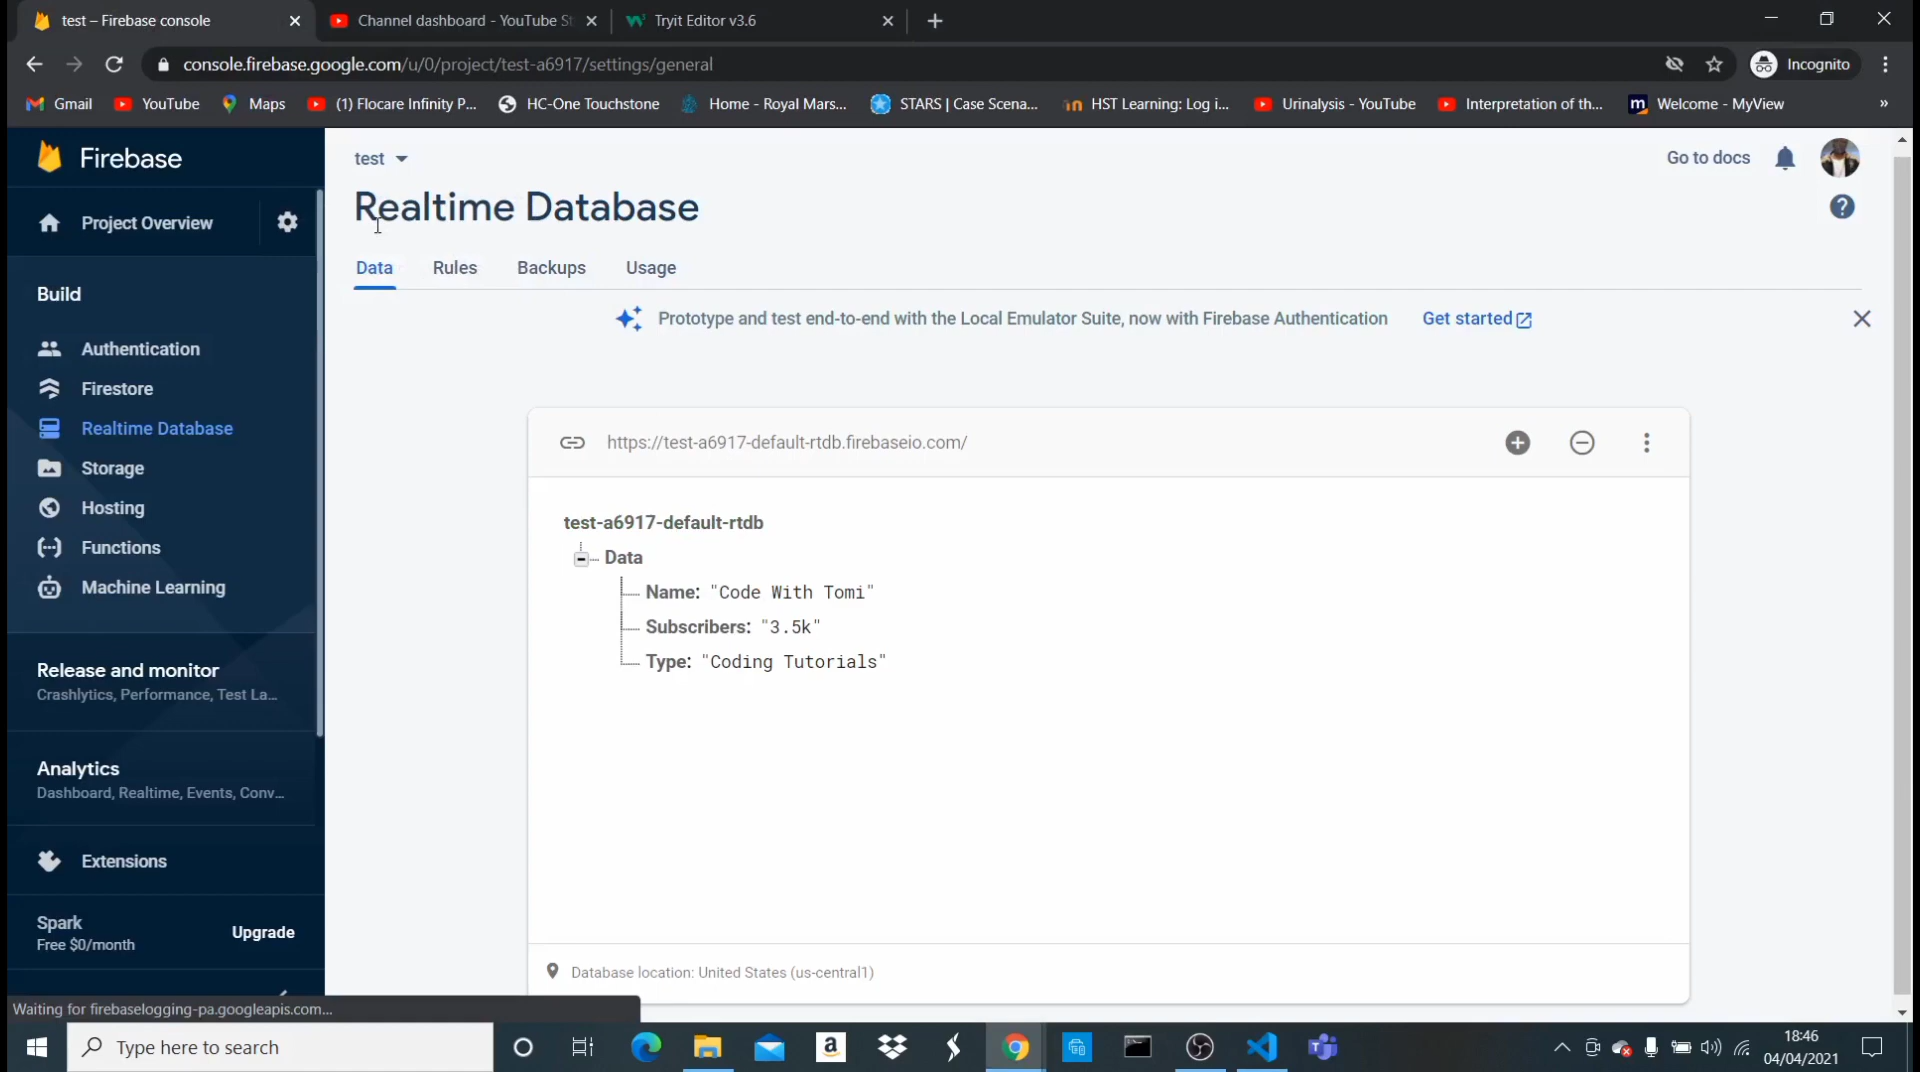 test – Firebase console
Channel dashboard - YouTube St
Tryit Editor v3.6
console.firebase.google.com/u/0/project/test-a6917/settings/general
Incognito
Gmail
YouTube
Maps
(1) Flocare Infinity P...
HC-One Touchstone
Home - Royal Mars...
STARS | Case Scena...
HST Learning: Log i...
Urinalysis - YouTube
Interpretation of th...
Welcome - MyView
»
Firebase
test
Go to docs
Project Overview
Realtime Database
Data
Rules
Backups
Usage
Build
Prototype and test end-to-end with the Local Emulator Suite, now with Firebase Authentication
Get started
Authentication
Firestore
Realtime Database
Storage
Hosting
Functions
Machine Learning
https://test-a6917-default-rtdb.firebaseio.com/
test-a6917-default-rtdb
Data
Name: "Code With Tomi"
Subscribers: "3.5k"
Type: "Coding Tutorials"
Release and monitor
Crashlytics, Performance, Test La...
Analytics
Dashboard, Realtime, Events, Conv...
Extensions
Spark
Free $0/month
Upgrade
Database location: United States (us-central1)
Waiting for firebaselogging-pa.googleapis.com...
Type here to search
18:46
04/04/2021